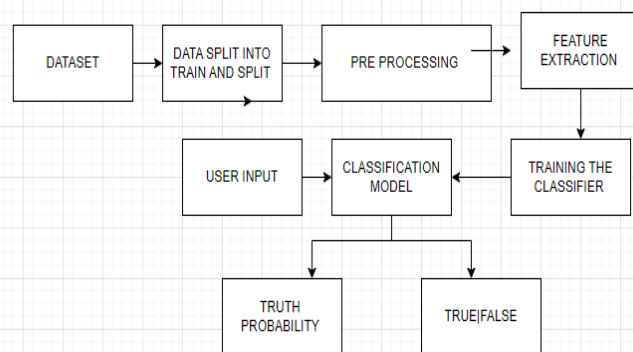 DATASET
DATA SPLIT INTO
TRAIN AND SPLIT
PRE PROCESSING
FEATURE
EXTRACTION
USER INPUT
CLASSIFICATION
MODEL
TRAINING THE
CLASSIFIER
TRUTH
PROBABILITY
TRUE|FALSE